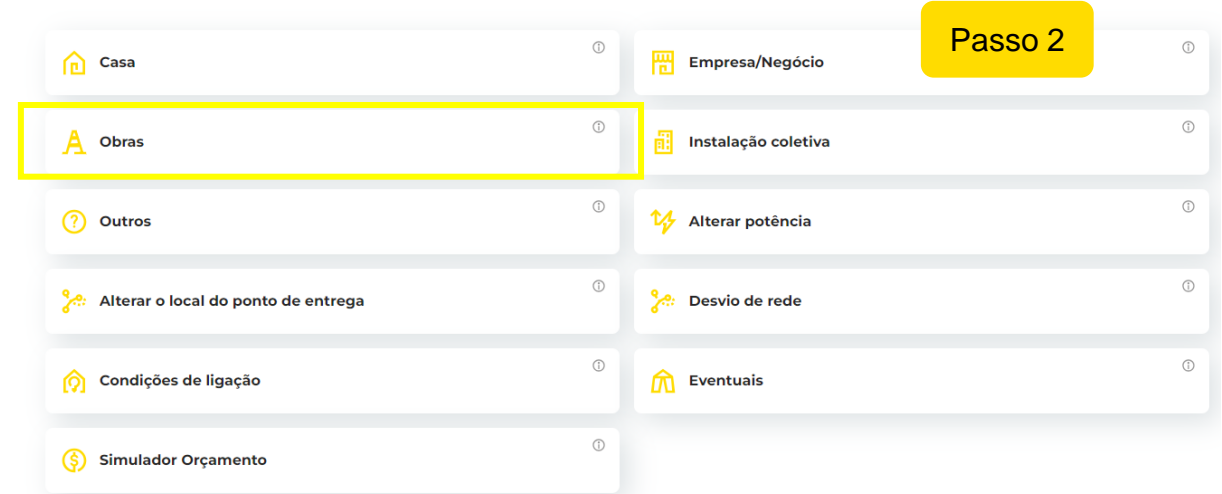 Passo 2
Casa
Empresa/Negócio
Obras
Instalação coletiva
Outros
Alterar potência
Alterar o local do ponto de entrega
Desvio de rede
Condições de ligação
Eventuais
Simulador Orçamento